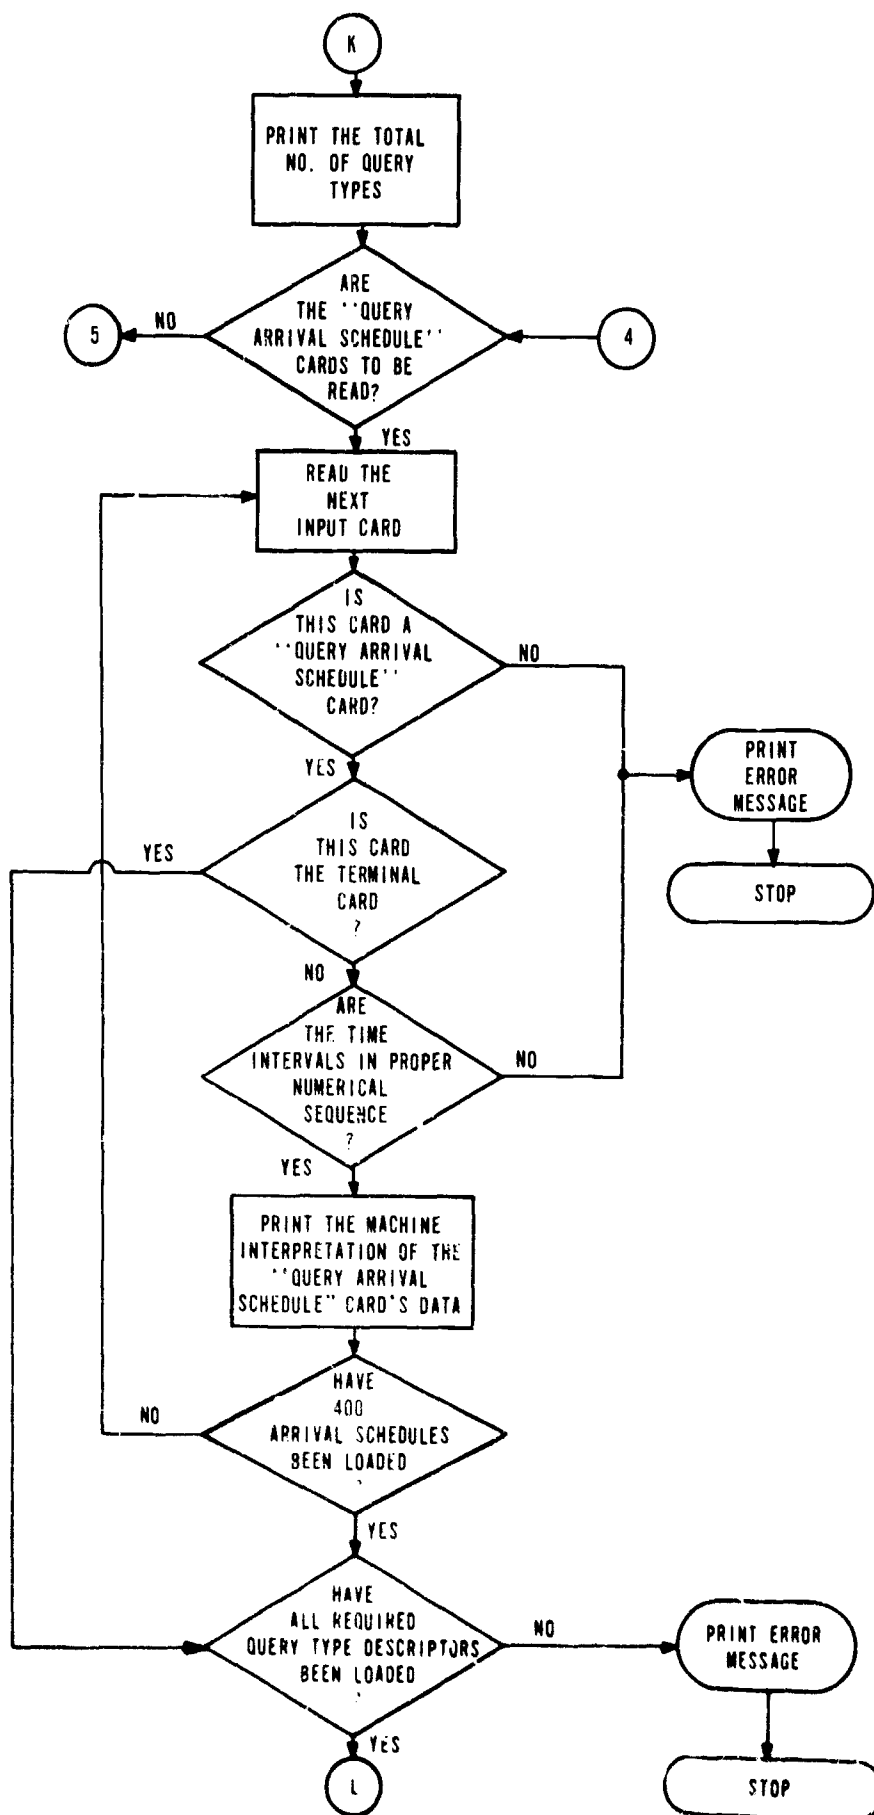 K
PRINT THE TOTAL
NO. OF QUERY
TYPES
ARE
THE ''QUERY
ARRIVAL SCHEDULE''
CARDS TO BE
READ?
NO
5
4
YES
READ THE
NEXT
INPUT CARD
IS
THIS CARD A
''QUERY ARRIVAL
SCHEDULE''
CARD?
NO
YES
PRINT
ERROR
MESSAGE
STOP
IS
THIS CARD
THE TERMINAL
CARD
?
YES
NO
ARE
THE TIME
INTERVALS IN PROPER
NUMERICAL
SEQUENCE
?
NO
YES
PRINT THE MACHINE
INTERPRETATION OF THE
''QUERY ARRIVAL
SCHEDULE'' CARD'S DATA
HAVE
400
ARRIVAL SCHEDULES
BEEN LOADED
?
NO
YES
HAVE
ALL REQUIRED
QUERY TYPE DESCRIPTORS
BEEN LOADED
?
NO
PRINT ERROR
MESSAGE
YES
L
STOP